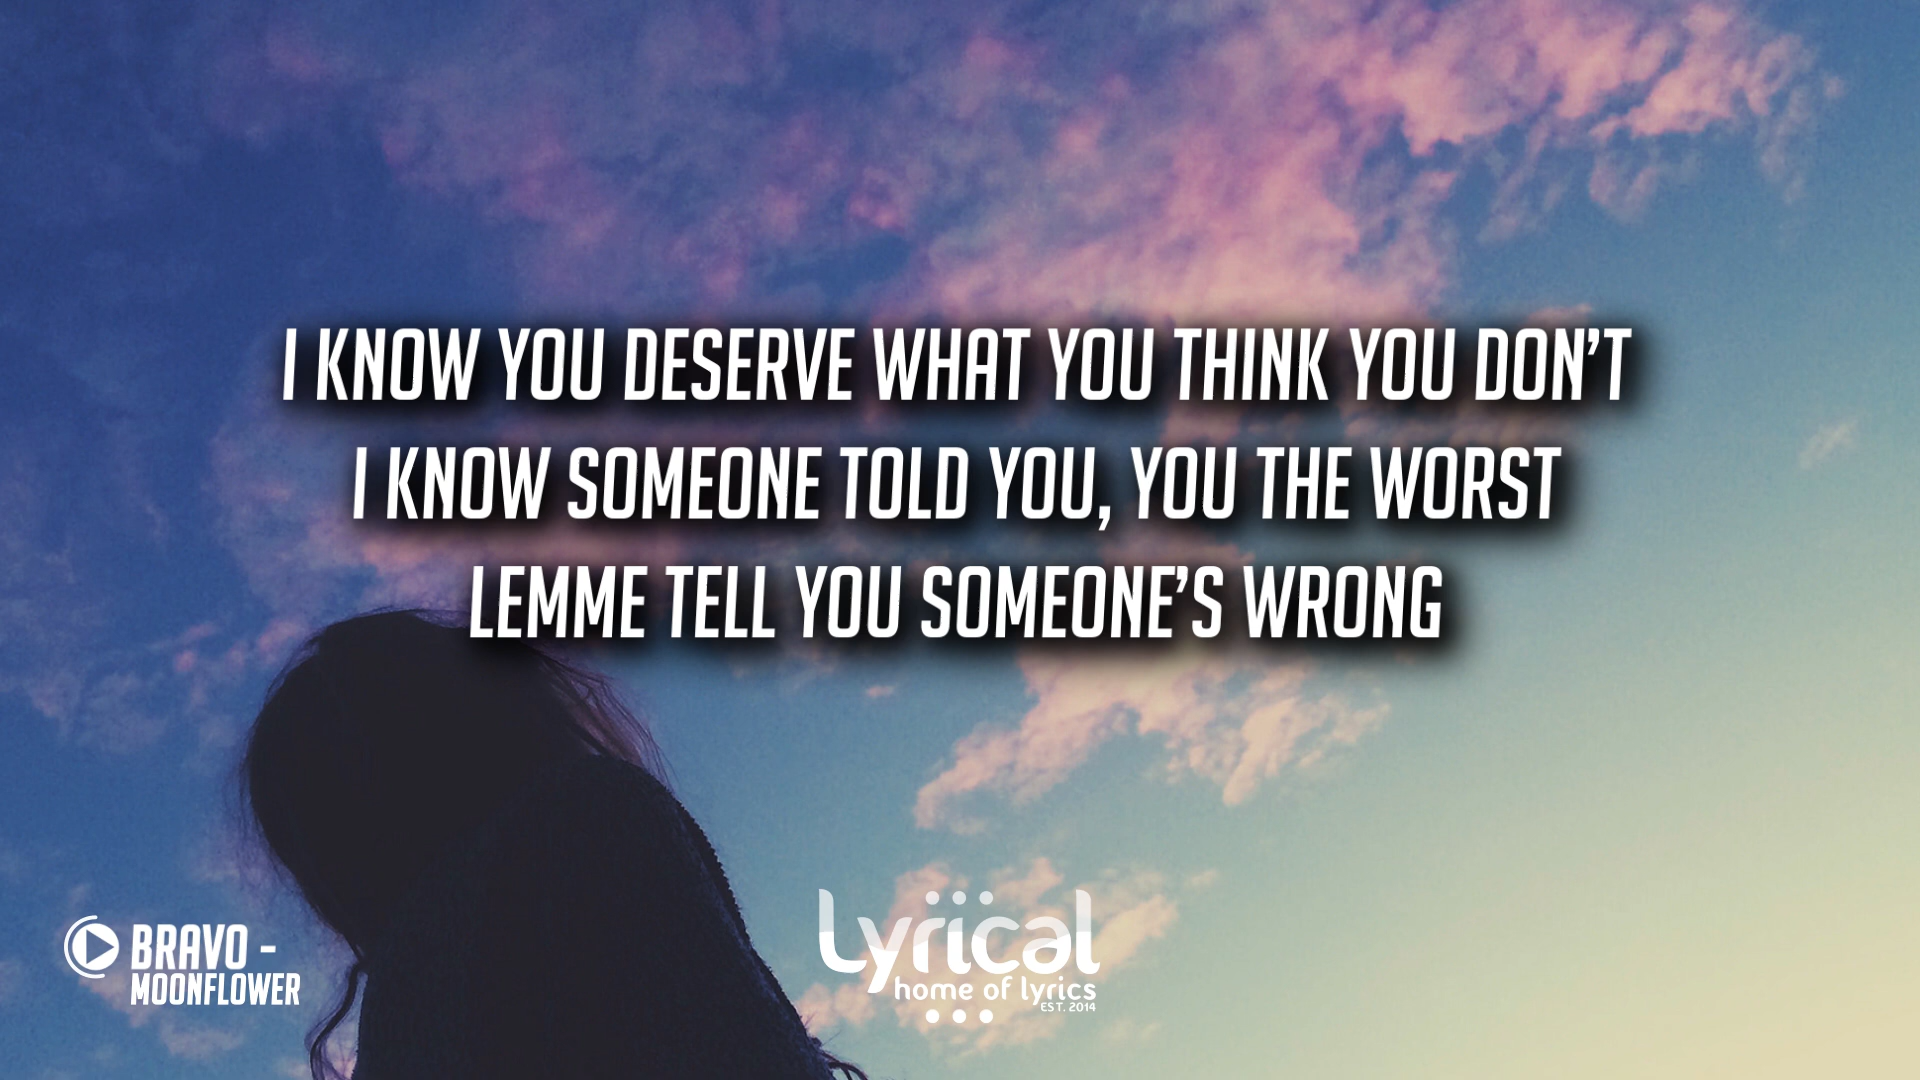 I KNOW YOU DESERVE WHAT YOU THINK YOU DON'T
I KNOW SOMEONE TOLD YOU, YOU THE WORST
LEMME TELL YOU SOMEONE'S WRONG
BRAVO -
MOONFLOWER
Lyrical
home of lyrics
EST. 2014